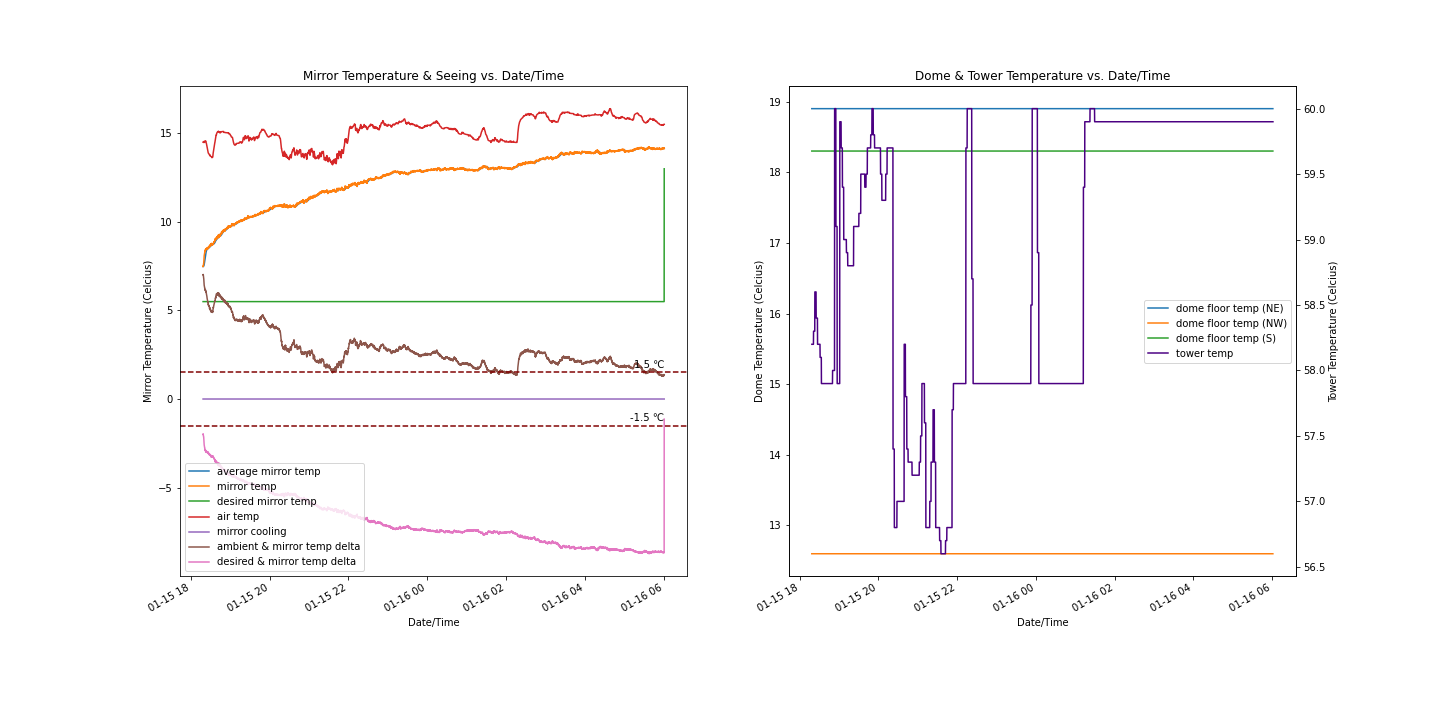 Mirror Temperature & Seeing vs. Date/Time
Mirror Temperature (Celcius)
15
10
5
0
−5
1.5 °C
-1.5 °C
average mirror temp
mirror temp
desired mirror temp
air temp
mirror cooling
ambient & mirror temp delta
desired & mirror temp delta
01-15 18
01-15 20
01-15 22
01-16 00
01-16 02
01-16 04
01-16 06
Date/Time
Dome & Tower Temperature vs. Date/Time
Dome Temperature (Celcius)
19
18
17
16
15
14
13
dome floor temp (NE)
dome floor temp (NW)
dome floor temp (S)
tower temp
60.0
59.5
59.0
58.5
58.0
57.5
57.0
56.5
Tower Temperature (Celcius)
01-15 18
01-15 20
01-15 22
01-16 00
01-16 02
01-16 04
01-16 06
Date/Time